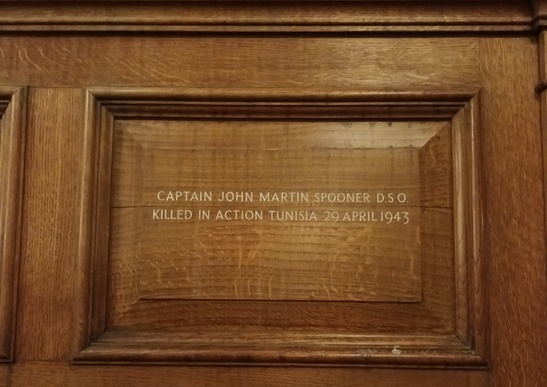 CAPTAIN JOHN MARTIN SPOONER D.S.O.
KILLED IN ACTION TUNISIA 29 APRIL 1943